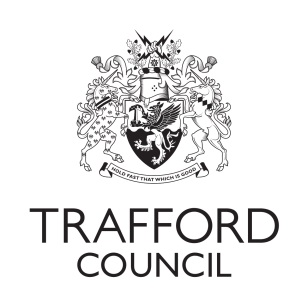 HOLD FAST THAT WHICH IS GOOD
TRAFFORD
COUNCIL